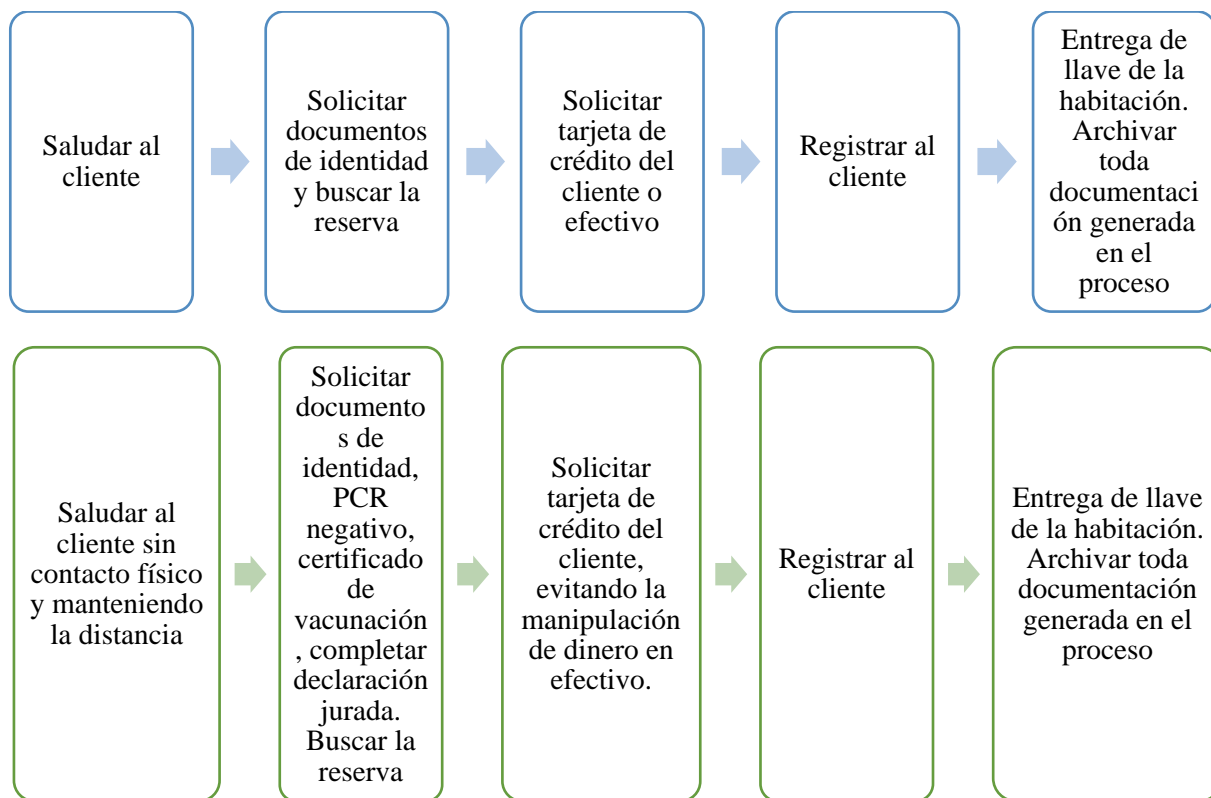 Saludar al
cliente
Solicitar
documentos
de identidad
y buscar la
reserva
Solicitar
tarjeta de
crédito del
cliente o
efectivo
Registrar al
cliente
Entrega de
llave de la
habitación.
Archivar
toda
documentaci
ón generada
en el
proceso
Saludar al
cliente sin
contacto físico
y manteniendo
la distancia
Solicitar
documento
s de
identidad,
PCR
negativo,
certificado
de
vacunación
, completar
declaración
jurada.
Buscar la
reserva
Solicitar
tarjeta de
crédito del
cliente,
evitando la
manipulación
de dinero en
efectivo.
Registrar al
cliente
Entrega de llave
de la habitación.
Archivar toda
documentación
generada en el
proceso